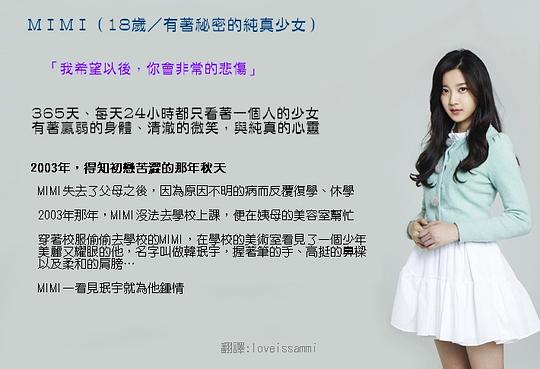 MIMI（18歲／有著秘密的純真少女）
「我希望以後，你會非常的悲傷」
365天、每天24小時都只看著一個人的少女
有著羸弱的身體、清澈的微笑，與純真的心靈
2003年，得知初戀苦澀的那年秋天
MIMI失去了父母之後，因為原因不明的病而反覆復學、休學
2003年那年，MIMI沒法去學校上課，便在姨母的美容室幫忙
穿著校服偷偷去學校的MIMI，在學校的美術室看見了一個少年
美麗又耀眼的他，名字叫做韓珉宇，握著筆的手、高挺的鼻樑
以及柔和的肩膀…
MIMI一看見珉宇就為他鍾情
翻譯:loveissammi